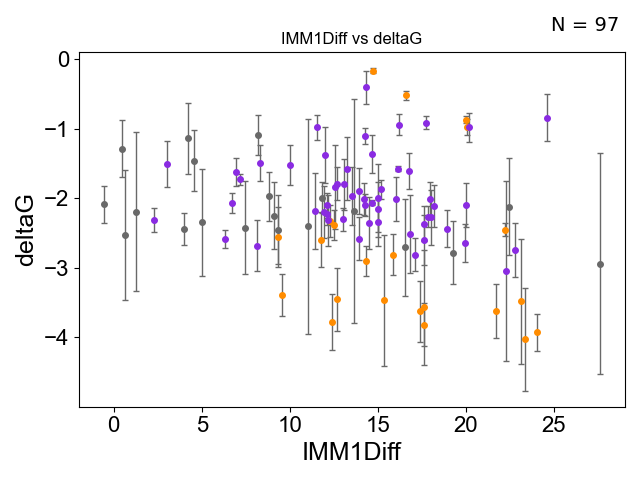 N = 97
IMM1Diff vs deltaG
0
−1
−2
−3
−4
deltaG
0 5 10 15 20 25
IMM1Diff